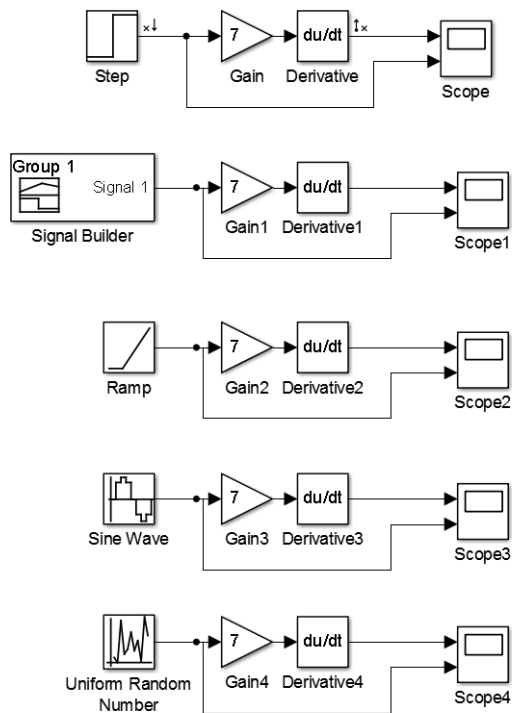 7 du/dt
Step Gain Derivative Scope
Group 1
Signal 1 7 du/dt
Signal Builder Gain1 Derivative1 Scope1
7 du/dt
Ramp Gain2 Derivative2 Scope2
7 du/dt
Sine Wave Gain3 Derivative3 Scope3
7 du/dt
Uniform Random
Number Gain4 Derivative4 Scope4